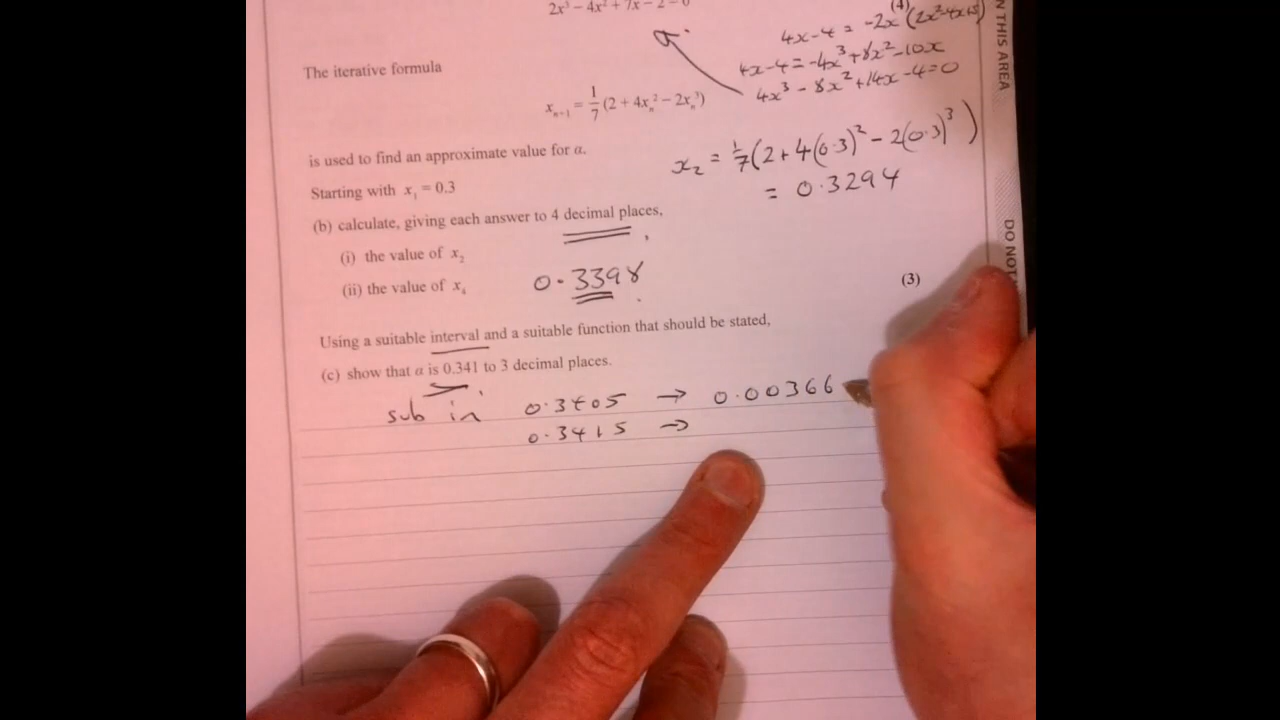 2x³ − 4x² + 7x − 2 = 0
(4)
4x-4 = -2x (2x²-4x+5)
4x-4 = -4x³+8x²-10x
4x³ - 8x²+14x-4=0
N THIS AREA
The iterative formula
xₙ₊₁ = 1/7 (2 + 4xₙ² − 2xₙ³)
is used to find an approximate value for α.
x₂ = 1/7(2+4(0.3)² - 2(0.3)³)
= 0.3294
Starting with x₁ = 0.3
(b) calculate, giving each answer to 4 decimal places,
(i) the value of x₂
(ii) the value of x₄
0.3398
(3)
DO NOT
Using a suitable interval and a suitable function that should be stated,
(c) show that α is 0.341 to 3 decimal places.
sub in 0.3405 → 0.00366
0.3415 →